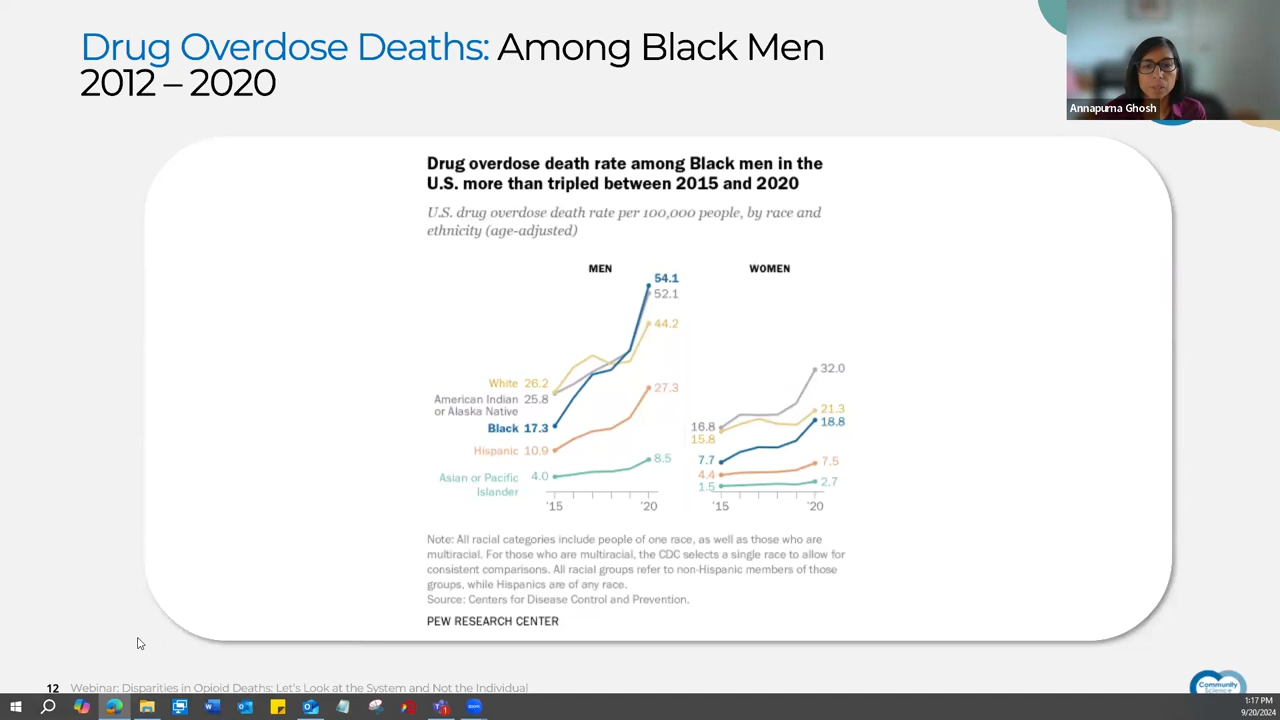 Drug Overdose Deaths: Among Black Men
2012 – 2020
Annapurna Ghosh
Drug overdose death rate among Black men in the
U.S. more than tripled between 2015 and 2020
U.S. drug overdose death rate per 100,000 people, by race and
ethnicity (age-adjusted)
MEN
54.1
52.1
44.2
27.3
8.5
White 26.2
American Indian 25.8
or Alaska Native
Black 17.3
Hispanic 10.9
Asian or Pacific 4.0
Islander
'15 '20
WOMEN
32.0
21.3
18.8
7.5
2.7
16.8
15.8
7.7
4.4
1.5
'15 '20
Note: All racial categories include people of one race, as well as those who are
multiracial. For those who are multiracial, the CDC selects a single race to allow for
consistent comparisons. All racial groups refer to non-Hispanic members of those
groups, while Hispanics are of any race.
Source: Centers for Disease Control and Prevention.
PEW RESEARCH CENTER
12 Webinar: Disparities in Opioid Deaths: Let's Look at the System and Not the Individual
Community
Science
1:17 PM
9/20/2024